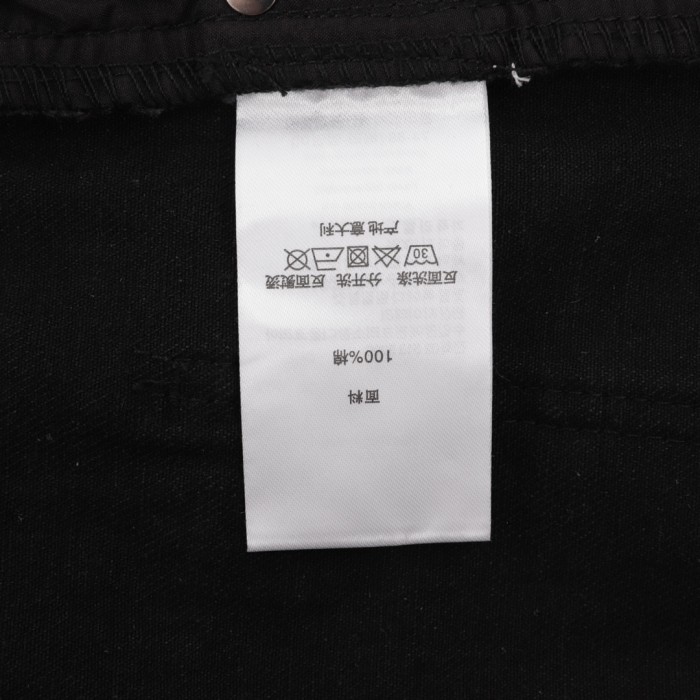 面料
100%棉
反面洗涤 分开洗 反面熨烫
30
产地 意大利